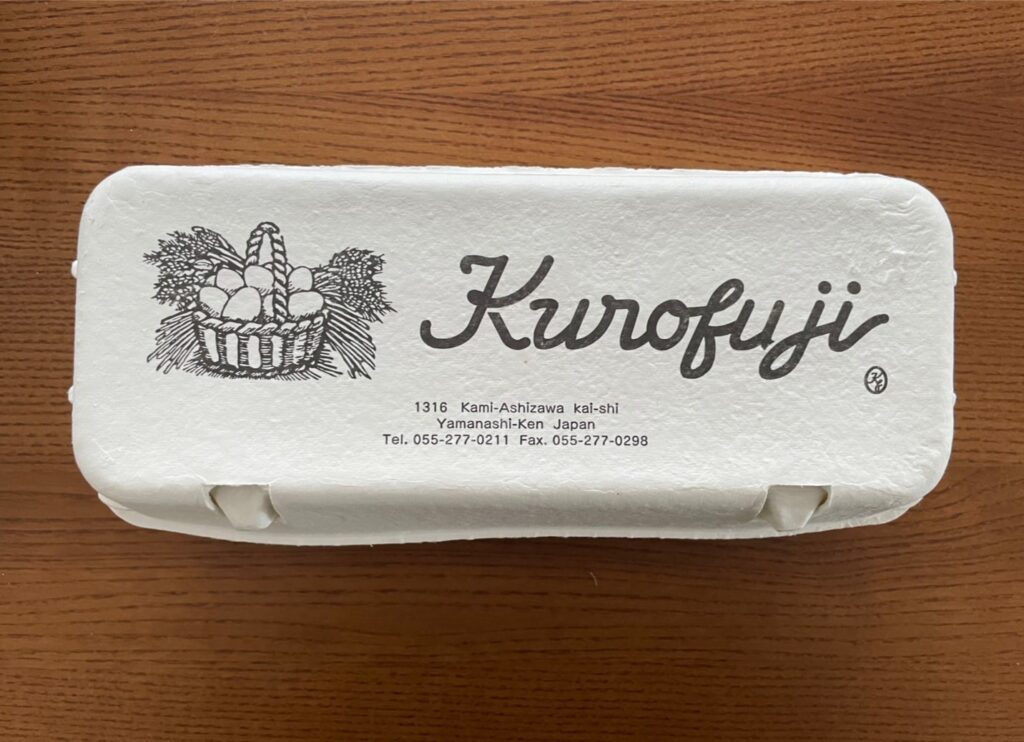 Kurofuji
1316 Kami-Ashizawa kai-shi
Yamanashi-Ken Japan
Tel. 055-277-0211 Fax. 055-277-0298